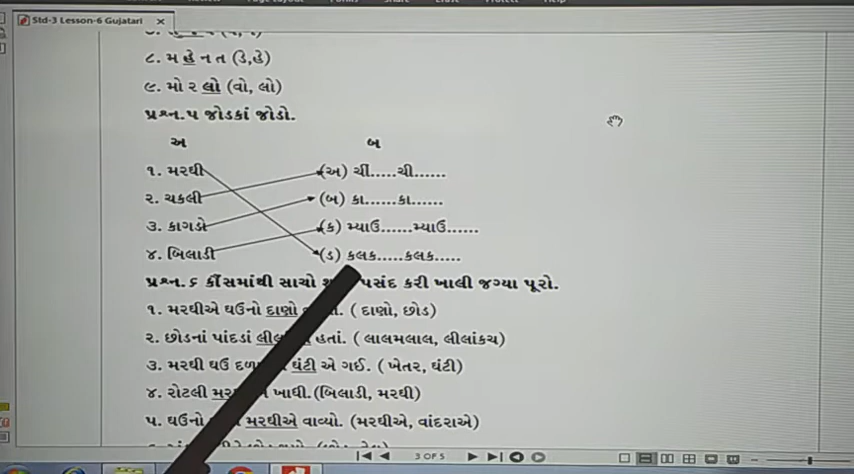 Std-3 Lesson-6 Gujatari
૮. મ હે ન ત (ડે,હે)
૯. મો ર લો (વો, લો)
પ્રશ્ન.૫ જોડકાં જોડો.
અ બ
૧. મરઘી (અ) ચીં.....ચી......
૨. ચકલી (બ) કા......કા......
૩. કાગડો (ક) મ્યાઉ......મ્યાઉ......
૪. બિલાડી (ડ) કલક.....કલક.....
પ્રશ્ન.૬ કૌંસમાંથી સાચો પસંદ કરી ખાલી જગ્યા પૂરો.
૧. મરઘીએ ઘઉંનો દાણો ( દાણો, છોડ)
૨. છોડનાં પાંદડાં હતાં. ( લાલમલાલ, લીલાંકચ)
૩. મરઘી ઘઉં ઘંટી એ ગઈ. ( ખેતર, ઘંટી)
૪. રોટલી ખાધી.(બિલાડી, મરઘી)
૫. ઘઉંનો મરઘીએ વાવ્યો. (મરઘીએ, વાંદરાએ)
3 OF 5